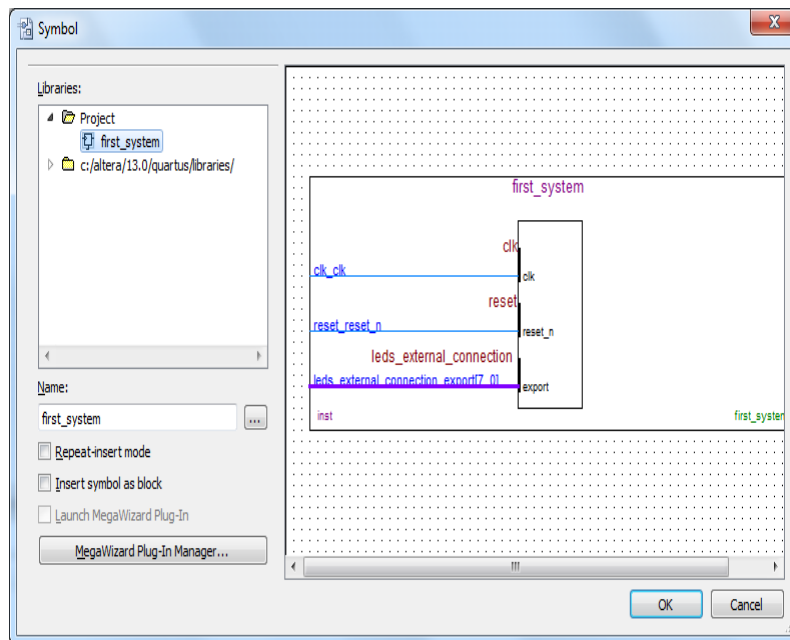 Symbol
Libraries:
Project
first_system
c:/altera/13.0/quartus/libraries/
Name:
first_system
...
Repeat-insert mode
Insert symbol as block
Launch MegaWizard Plug-In
MegaWizard Plug-In Manager...
first_system
clk
clk_clk
clk
reset
reset_reset_n
reset_n
leds_external_connection
leds_external_connection_export[7..0]
export
inst
first_system
OK
Cancel